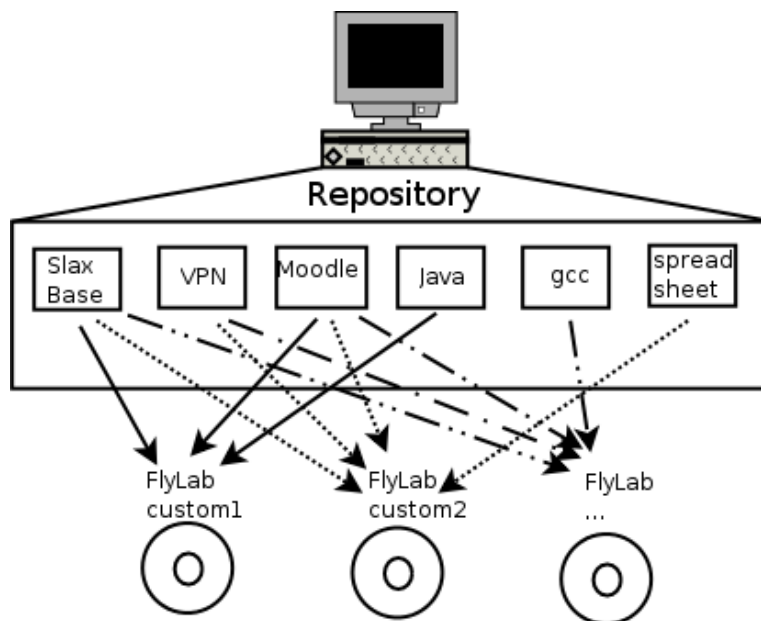 Repository
Slax
Base
VPN
Moodle
Java
gcc
spread
sheet
FlyLab
custom1
FlyLab
custom2
FlyLab
...